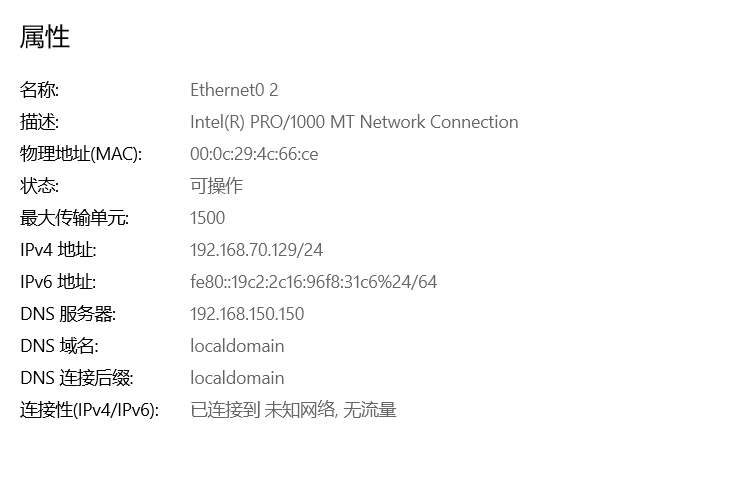 属性
名称: Ethernet0 2
描述: Intel(R) PRO/1000 MT Network Connection
物理地址(MAC): 00:0c:29:4c:66:ce
状态: 可操作
最大传输单元: 1500
IPv4 地址: 192.168.70.129/24
IPv6 地址: fe80::19c2:2c16:96f8:31c6%24/64
DNS 服务器: 192.168.150.150
DNS 域名: localdomain
DNS 连接后缀: localdomain
连接性(IPv4/IPv6): 已连接到 未知网络, 无流量